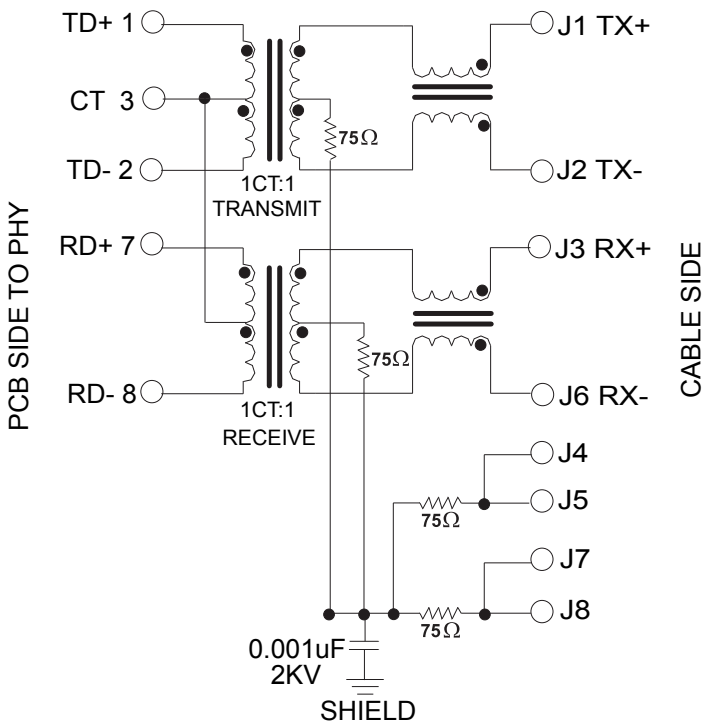 TD+ 1
J1 TX+
CT 3
75Ω
TD- 2
J2 TX-
1CT:1
TRANSMIT
RD+ 7
J3 RX+
PCB SIDE TO PHY
CABLE SIDE
75Ω
RD- 8
J6 RX-
1CT:1
RECEIVE
J4
J5
75Ω
J7
J8
75Ω
0.001uF
2KV
SHIELD